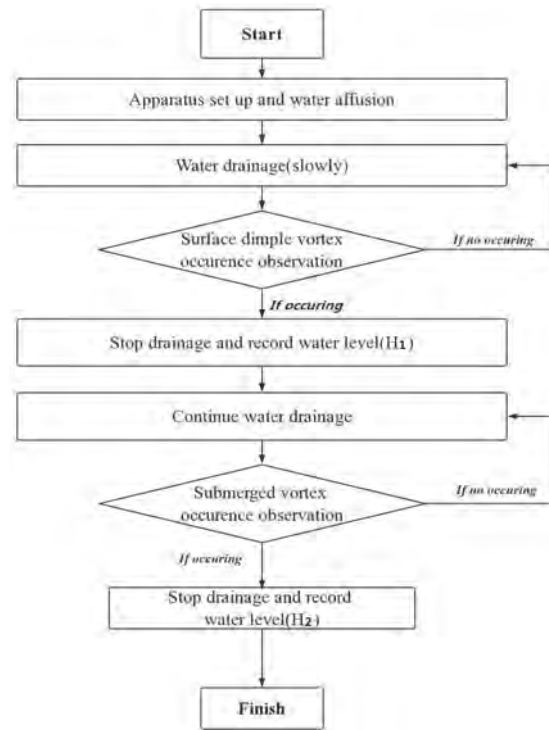 Start
Apparatus set up and water affusion
Water drainage(slowly)
Surface dimple vortex
occurence observation
If no occuring
If occuring
Stop drainage and record water level(H1)
Continue water drainage
Submerged vortex
occurence observation
If no occuring
If occuring
Stop drainage and record
water level(H2)
Finish